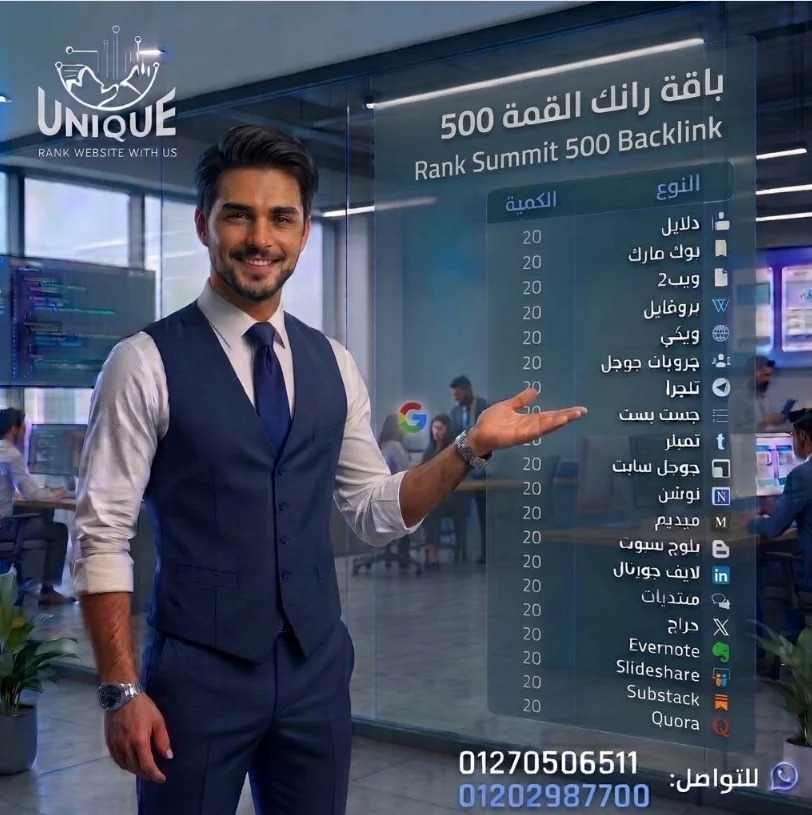 UNIQUE
RANK WEBSITE WITH US
باقة رانك القمة 500
Rank Summit 500 Backlink
النوع الكمية
دلايل 20
بوك مارك 20
ويب2 20
بروفايل 20
ويكي 20
جروبات جوجل 20
تلجرا 20
جست بست 20
تمبلر
جوجل سايت 20
نوشن 20
ميديم 20
بلوج سبوت 20
لايف جورنال 20
منتديات 20
حراج 20
Evernote 20
Slideshare 20
Substack 20
Quora 20
للتواصل: 01270506511
01202987700